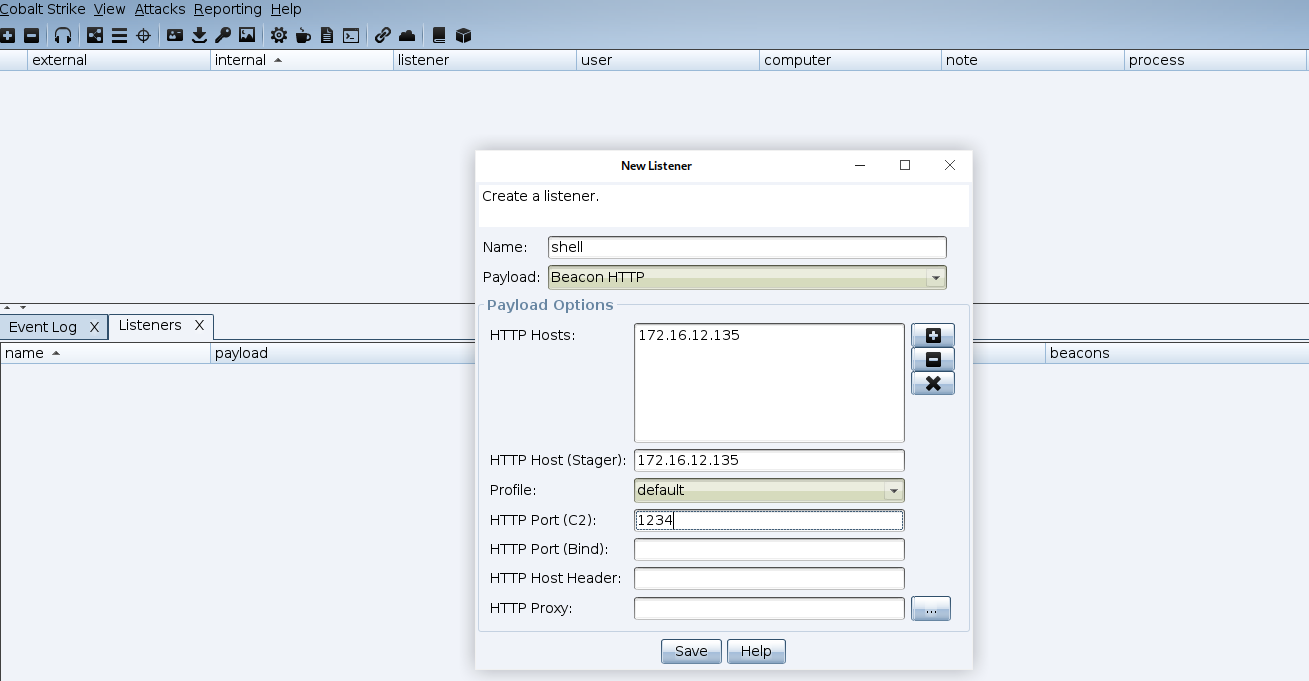 Cobalt Strike View Attacks Reporting Help
external internal listener user computer note process
New Listener
Create a listener.
Name: shell
Payload: Beacon HTTP
Payload Options
Event Log X Listeners X
HTTP Hosts: 172.16.12.135
name payload beacons
HTTP Host (Stager): 172.16.12.135
Profile: default
HTTP Port (C2): 1234
HTTP Port (Bind):
HTTP Host Header:
HTTP Proxy: ...
Save Help